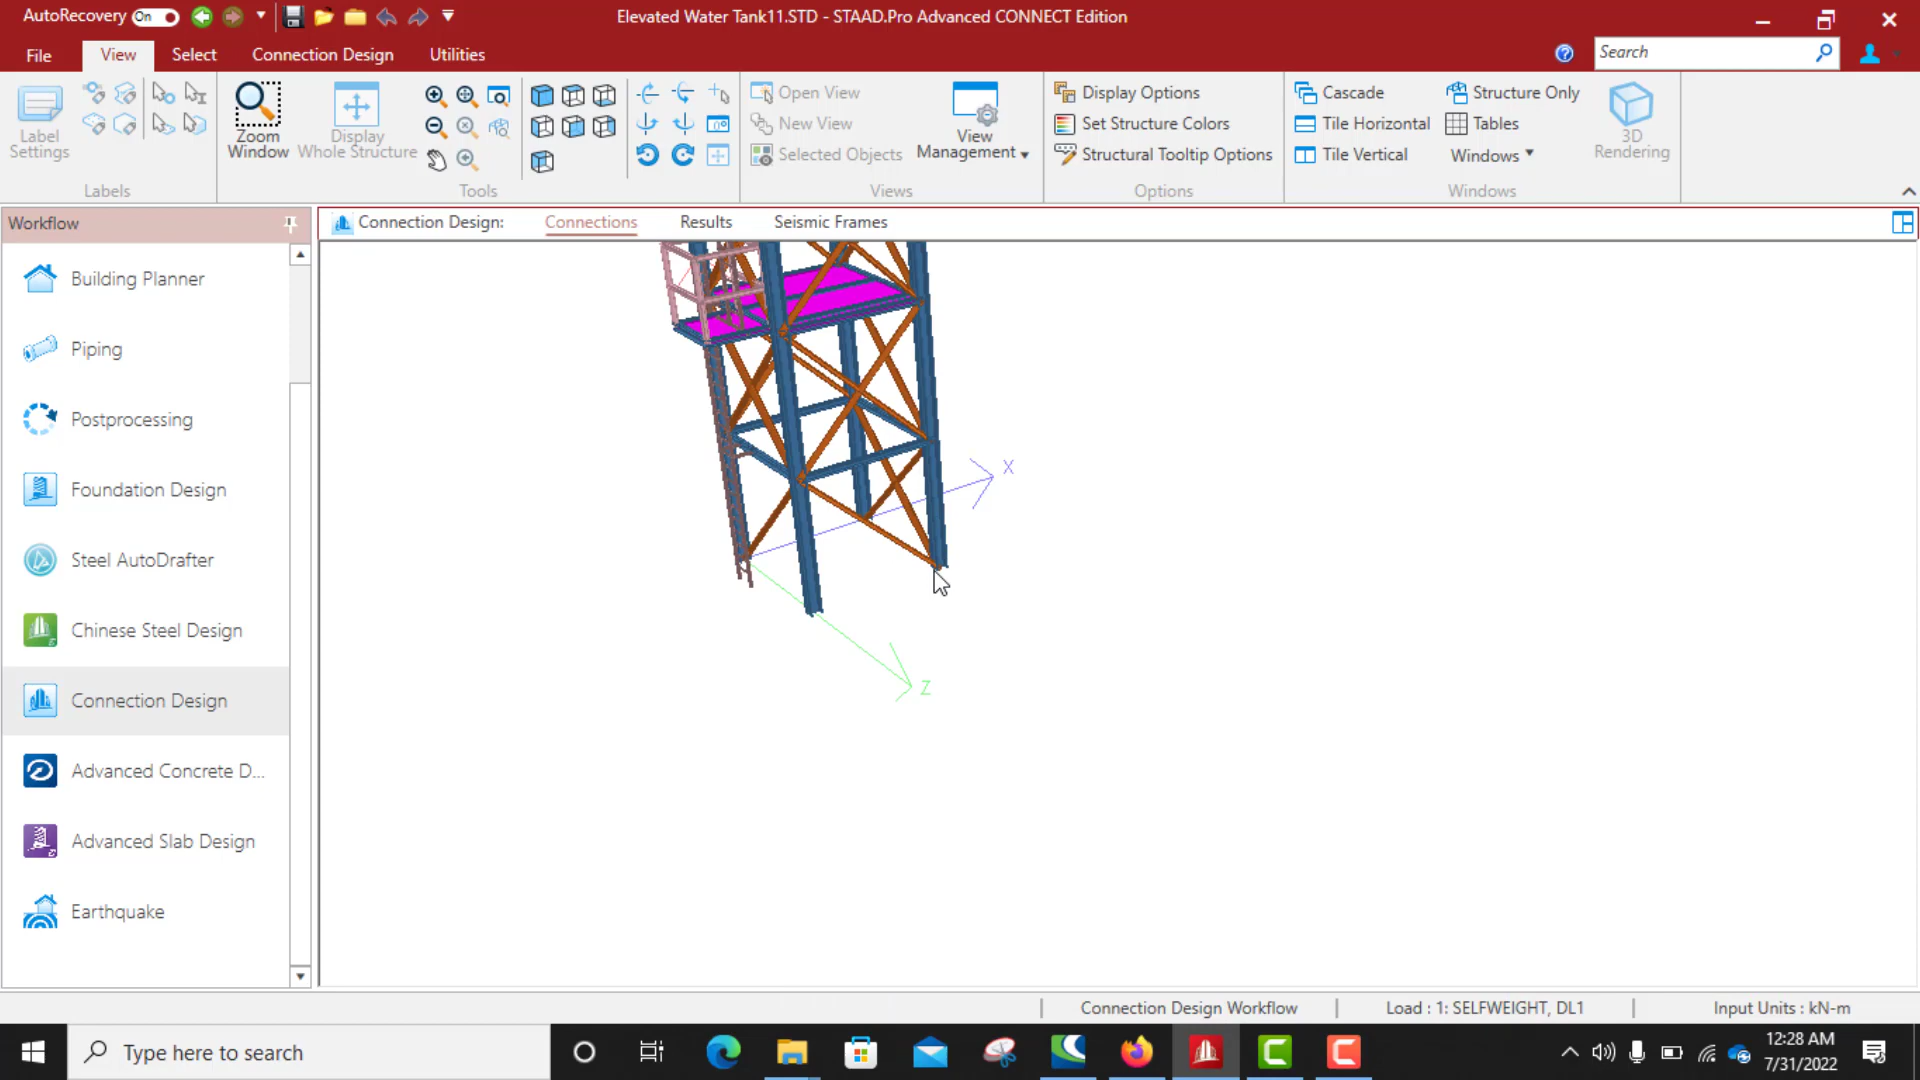 AutoRecovery On
Elevated Water Tank11.STD - STAAD.Pro Advanced CONNECT Edition
File View Select Connection Design Utilities
Search
Label Settings
Labels
Zoom Window
Display Whole Structure
Tools
Open View
New View
Selected Objects
View Management
Views
Display Options
Set Structure Colors
Structural Tooltip Options
Options
Cascade
Tile Horizontal
Tile Vertical
Structure Only
Tables
Windows
Windows
3D Rendering
Workflow
Connection Design: Connections Results Seismic Frames
Building Planner
Piping
Postprocessing
Foundation Design
Steel AutoDrafter
Chinese Steel Design
Connection Design
Advanced Concrete D...
Advanced Slab Design
Earthquake
X
Z
Connection Design Workflow
Load : 1: SELFWEIGHT, DL1
Input Units : kN-m
Type here to search
12:28 AM
7/31/2022